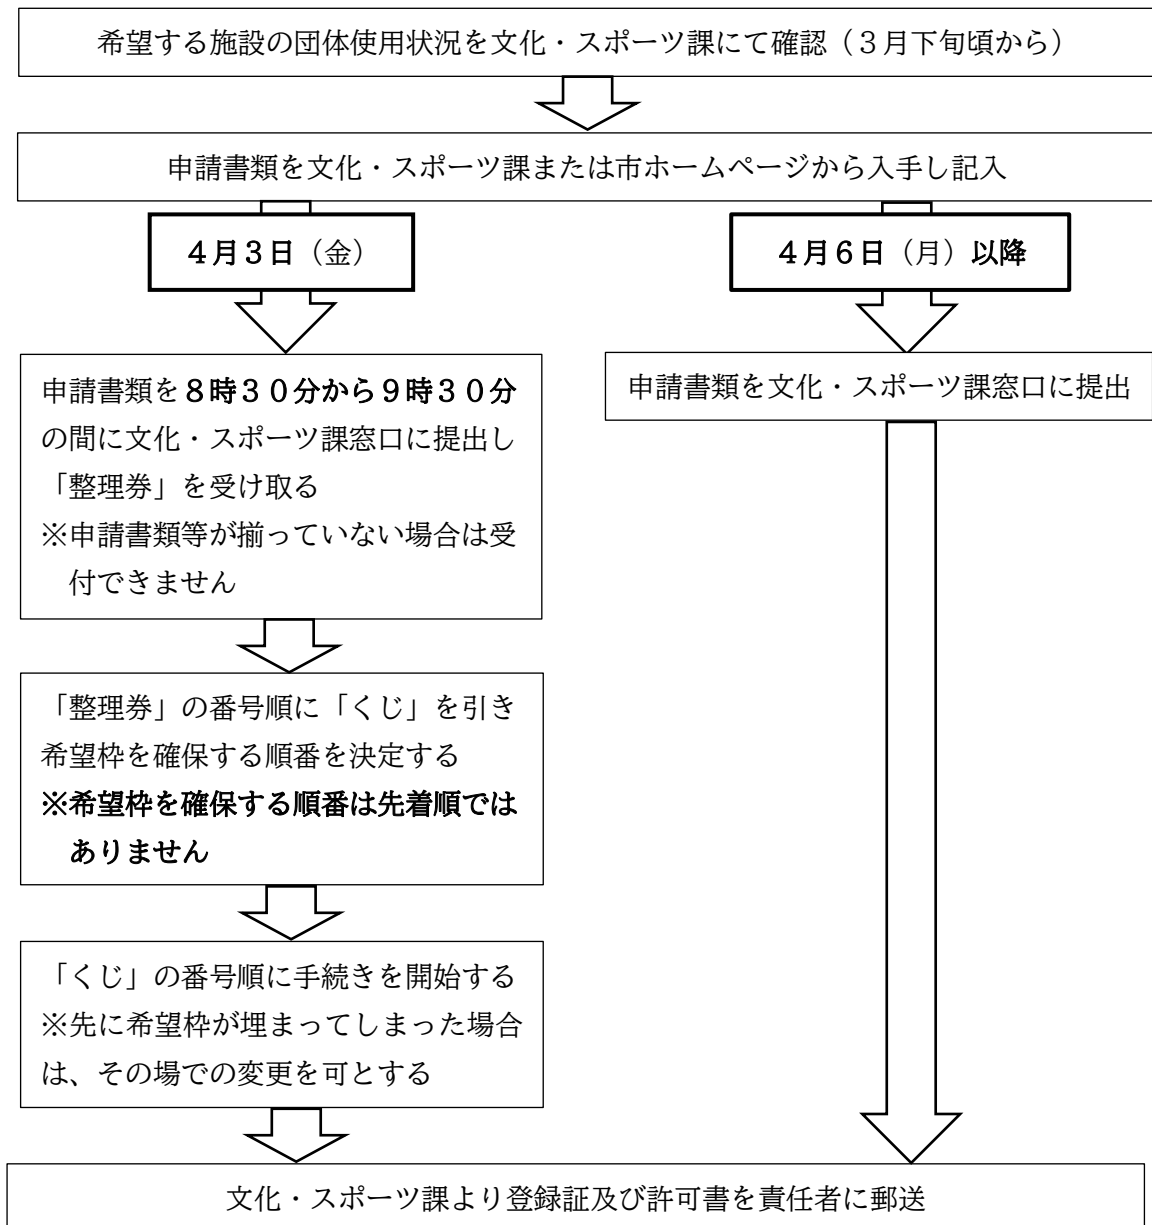 希望する施設の団体使用状況を文化・スポーツ課にて確認（３月下旬頃から）
申請書類を文化・スポーツ課または市ホームページから入手し記入
４月３日（金）
４月６日（月）以降
申請書類を８時３０分から９時３０分
の間に文化・スポーツ課窓口に提出し
「整理券」を受け取る
※申請書類等が揃っていない場合は受
付できません
申請書類を文化・スポーツ課窓口に提出
「整理券」の番号順に「くじ」を引き
希望枠を確保する順番を決定する
※希望枠を確保する順番は先着順では
ありません
「くじ」の番号順に手続きを開始する
※先に希望枠が埋まってしまった場合
は、その場での変更を可とする
文化・スポーツ課より登録証及び許可書を責任者に郵送